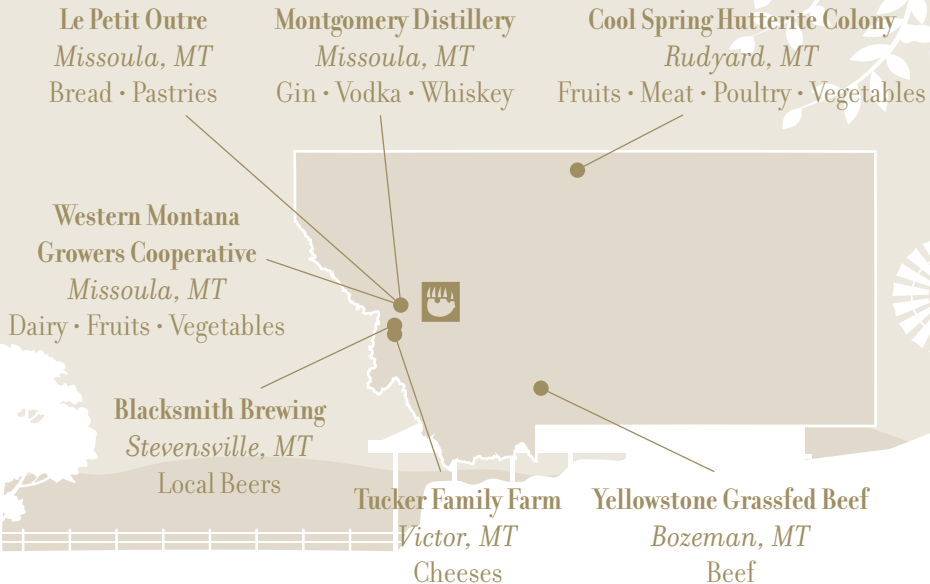 Le Petit Outre
Missoula, MT
Bread • Pastries
Montgomery Distillery
Missoula, MT
Gin • Vodka • Whiskey
Cool Spring Hutterite Colony
Rudyard, MT
Fruits • Meat • Poultry • Vegetables
Western Montana
Growers Cooperative
Missoula, MT
Dairy • Fruits • Vegetables
Blacksmith Brewing
Stevensville, MT
Local Beers
Tucker Family Farm
Victor, MT
Cheeses
Yellowstone Grassfed Beef
Bozeman, MT
Beef